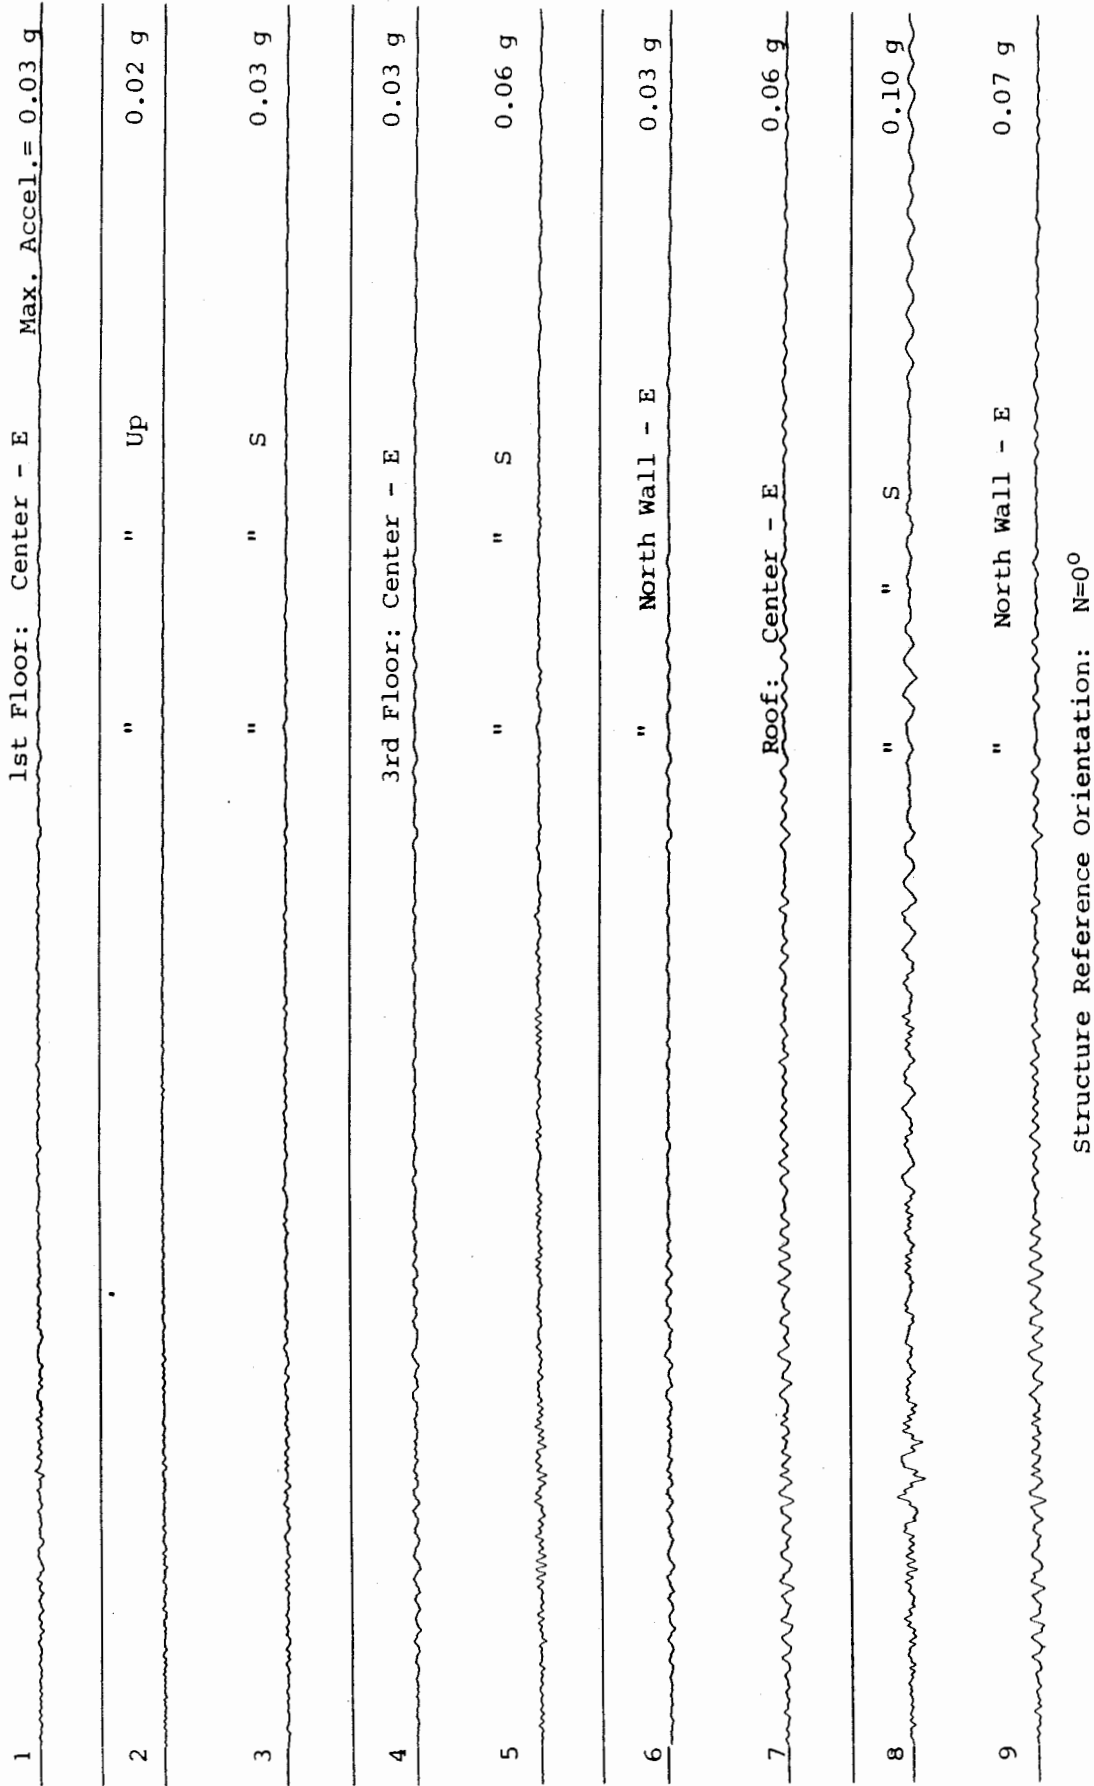 1 1st Floor: Center - E Max. Accel.= 0.03 g
2 " " Up 0.02 g
3 " " S 0.03 g
4 3rd Floor: Center - E 0.03 g
5 " " S 0.06 g
6 " North Wall - E 0.03 g
7 Roof: Center - E 0.06 g
8 " " S 0.10 g
9 " North Wall - E 0.07 g
Structure Reference Orientation: N=0°